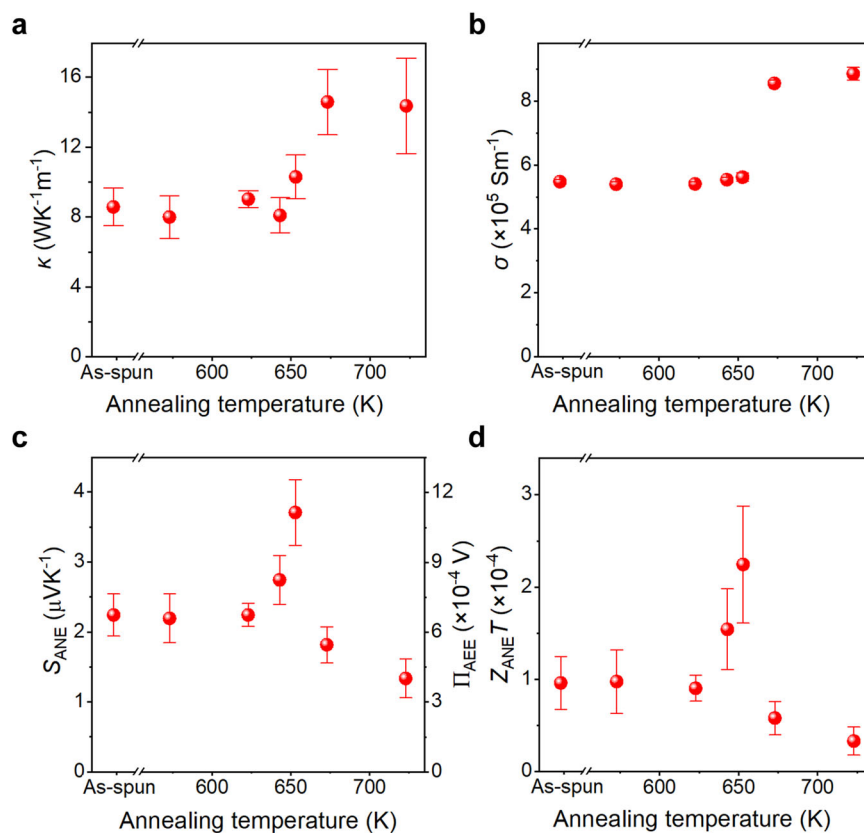 a
16
12
8
4
0
κ (WK⁻¹m⁻¹)
As-spun 600 650 700
Annealing temperature (K)
b
8
6
4
2
0
σ (×10⁵ Sm⁻¹)
As-spun 600 650 700
Annealing temperature (K)
c
4
3
2
1
0
S_ANE (μVK⁻¹)
12
9
6
3
0
Π_AEE (×10⁻⁴ V)
As-spun 600 650 700
Annealing temperature (K)
d
3
2
1
0
Z_ANE T (×10⁻⁴)
As-spun 600 650 700
Annealing temperature (K)